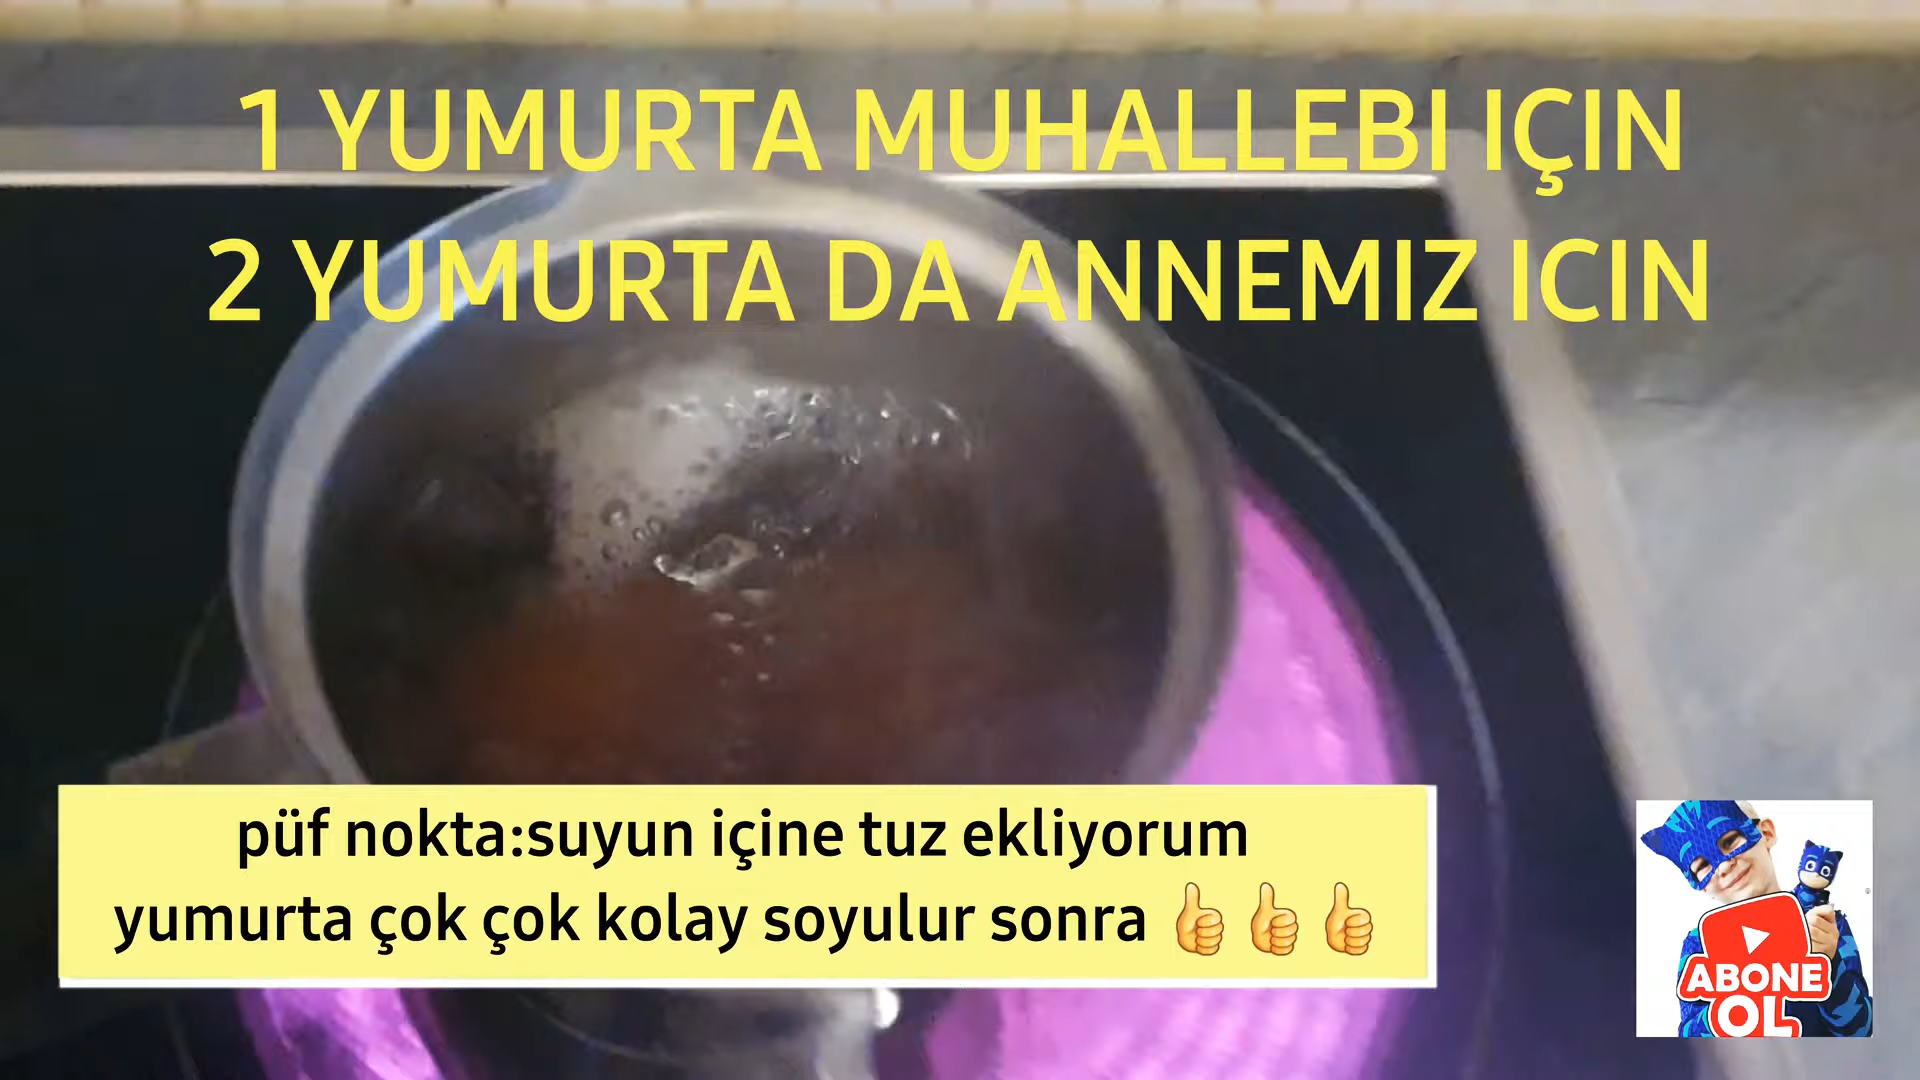 1 YUMURTA MUHALLEBI IÇIN
2 YUMURTA DA ANNEMIZ ICIN
püf nokta:suyun içine tuz ekliyorum
yumurta çok çok kolay soyulur sonra 👍👍👍
ABONE
OL